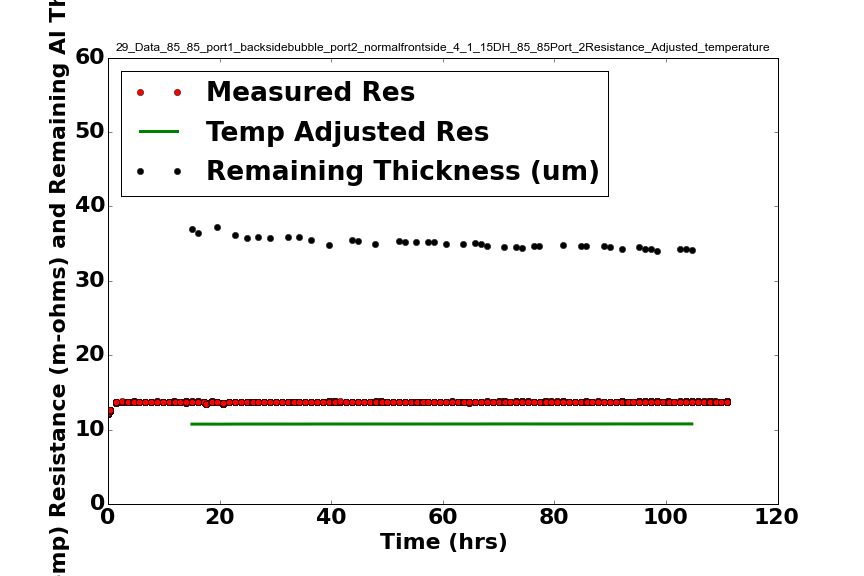 29_Data_85_85_port1_backsidebubble_port2_normalfrontside_4_1_15DH_85_85Port_2Resistance_Adjusted_temperature
60
50
40
30
20
10
0
Measured Res
Temp Adjusted Res
Remaining Thickness (um)
mp) Resistance (m-ohms) and Remaining Al Th
0 20 40 60 80 100 120
Time (hrs)